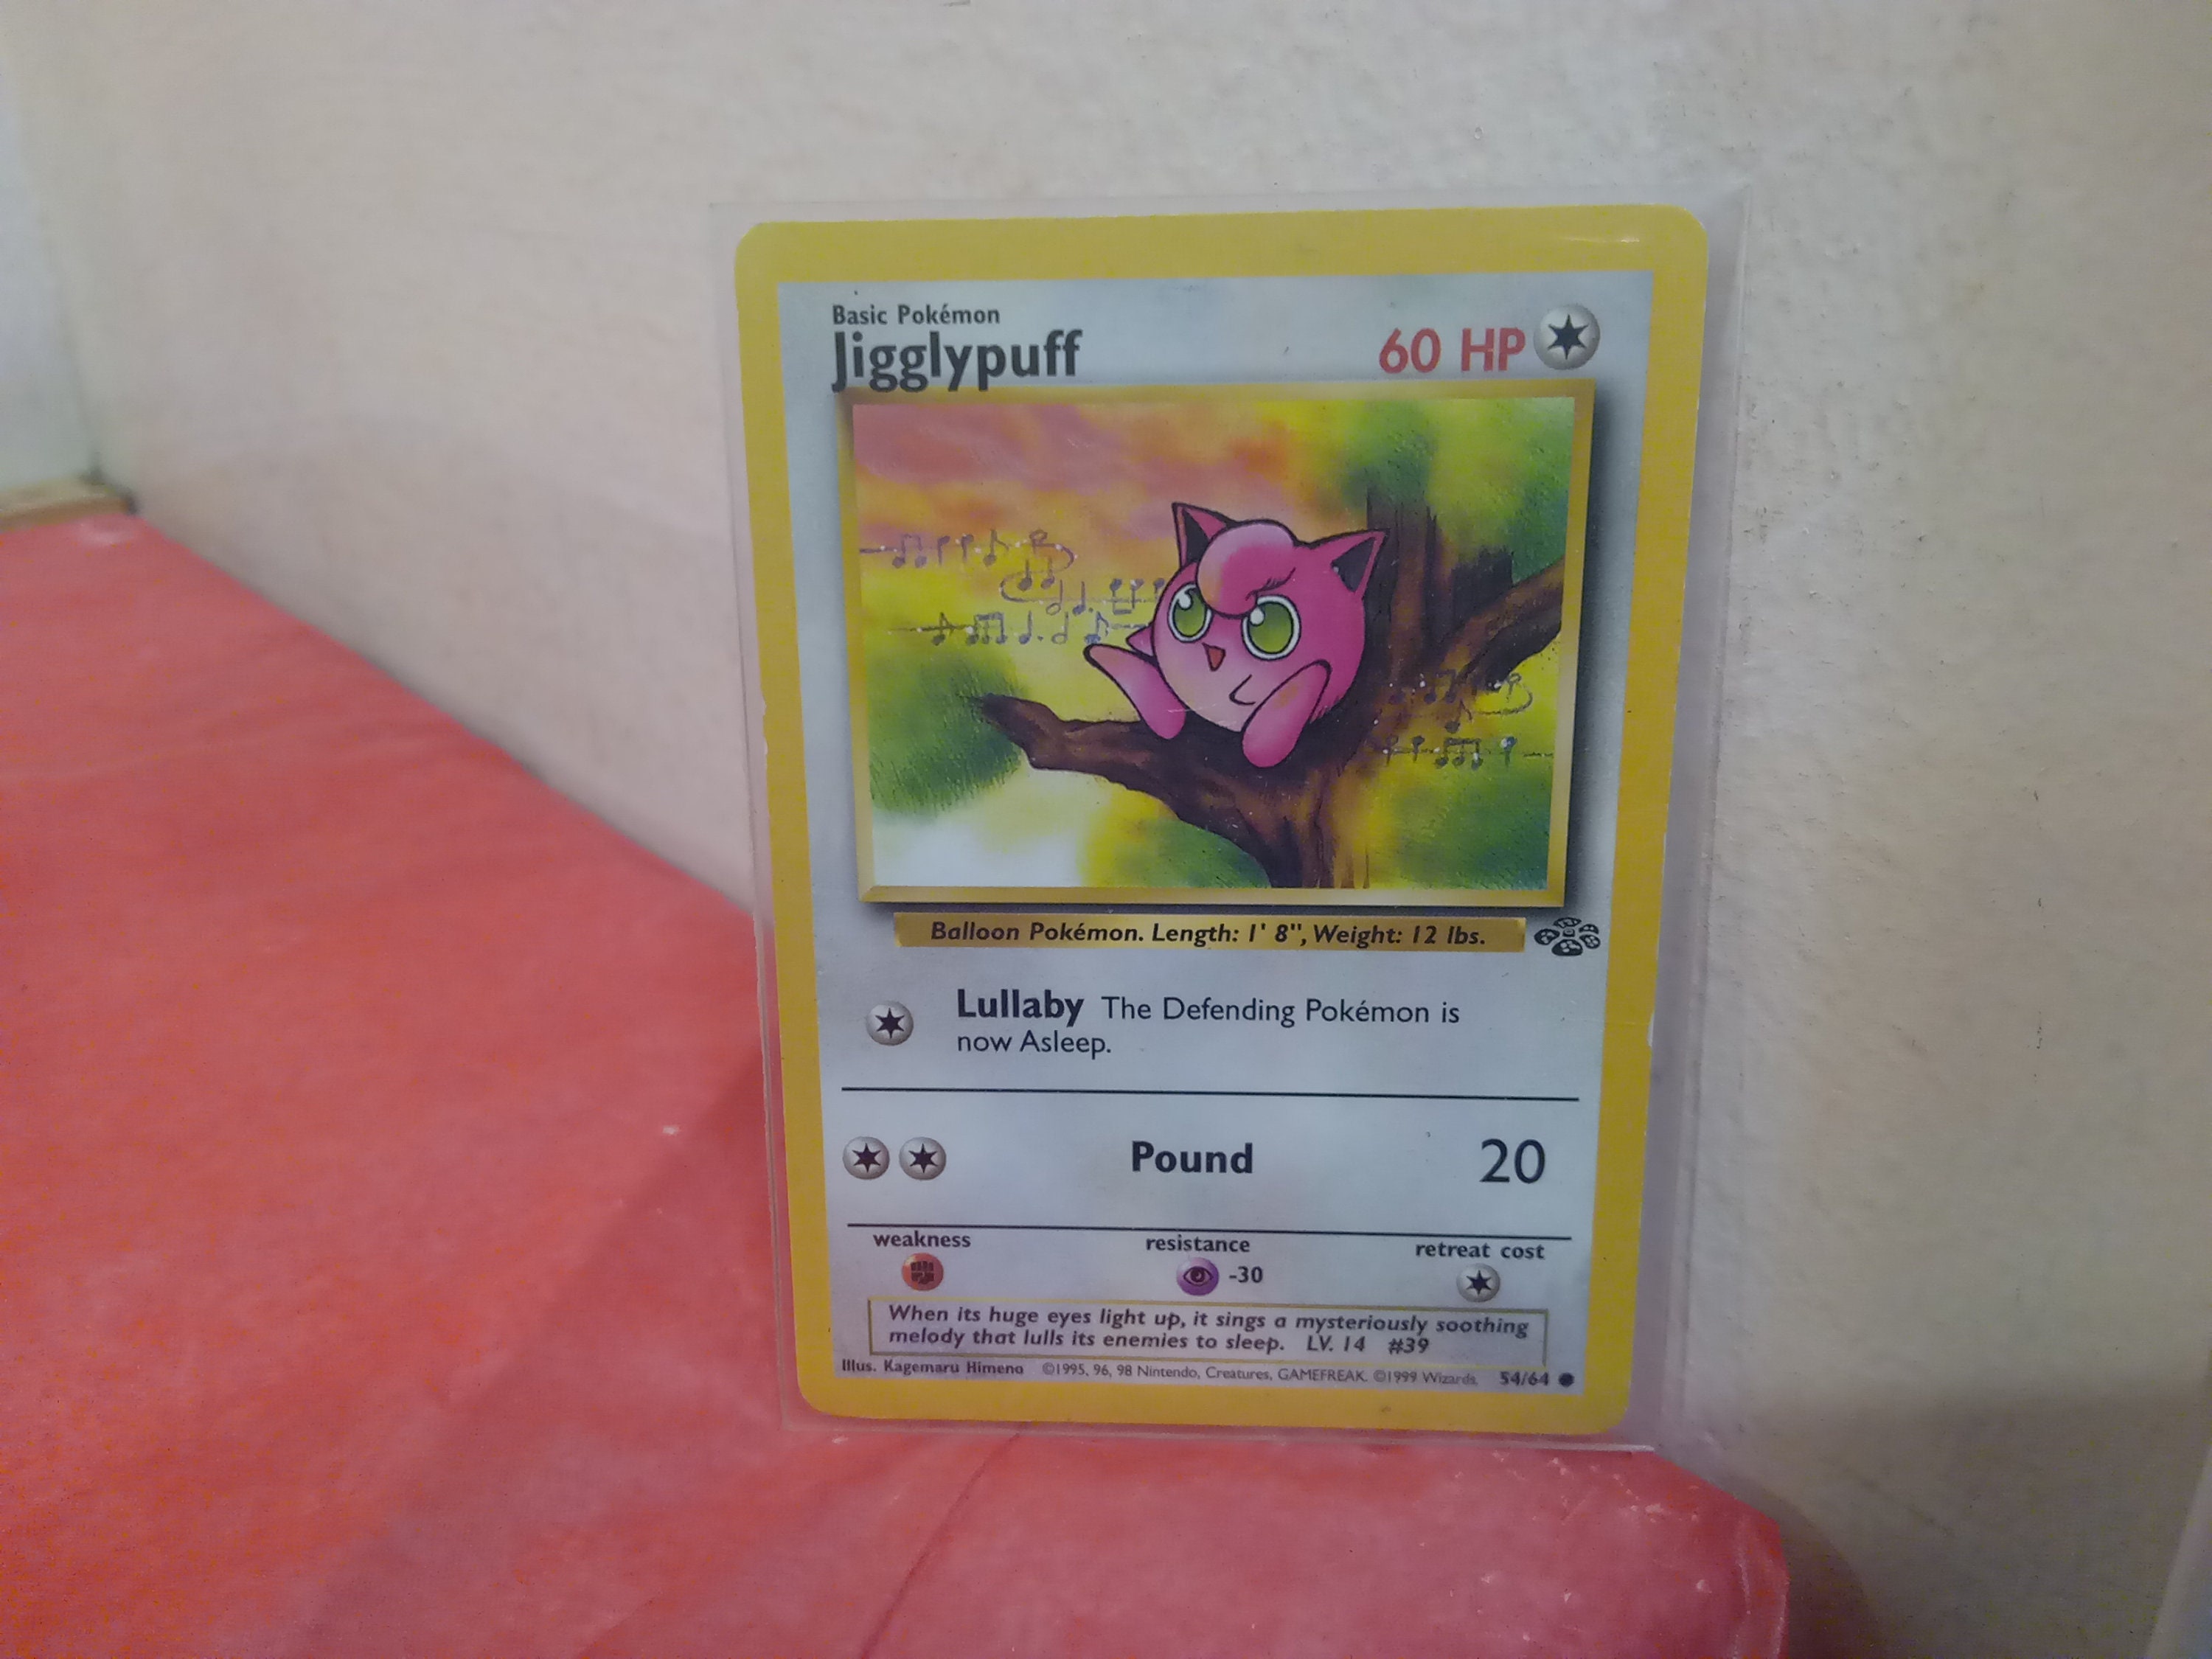 Basic Pokémon
Jigglypuff 60 HP
Balloon Pokémon. Length: 1' 8", Weight: 12 lbs.
Lullaby The Defending Pokémon is
now Asleep.
Pound 20
weakness resistance retreat cost
-30
When its huge eyes light up, it sings a mysteriously soothing
melody that lulls its enemies to sleep. LV. 14 #39
Illus. Kagemaru Himeno ©1995, 96, 98 Nintendo, Creatures, GAMEFREAK. ©1999 Wizards. 54/64